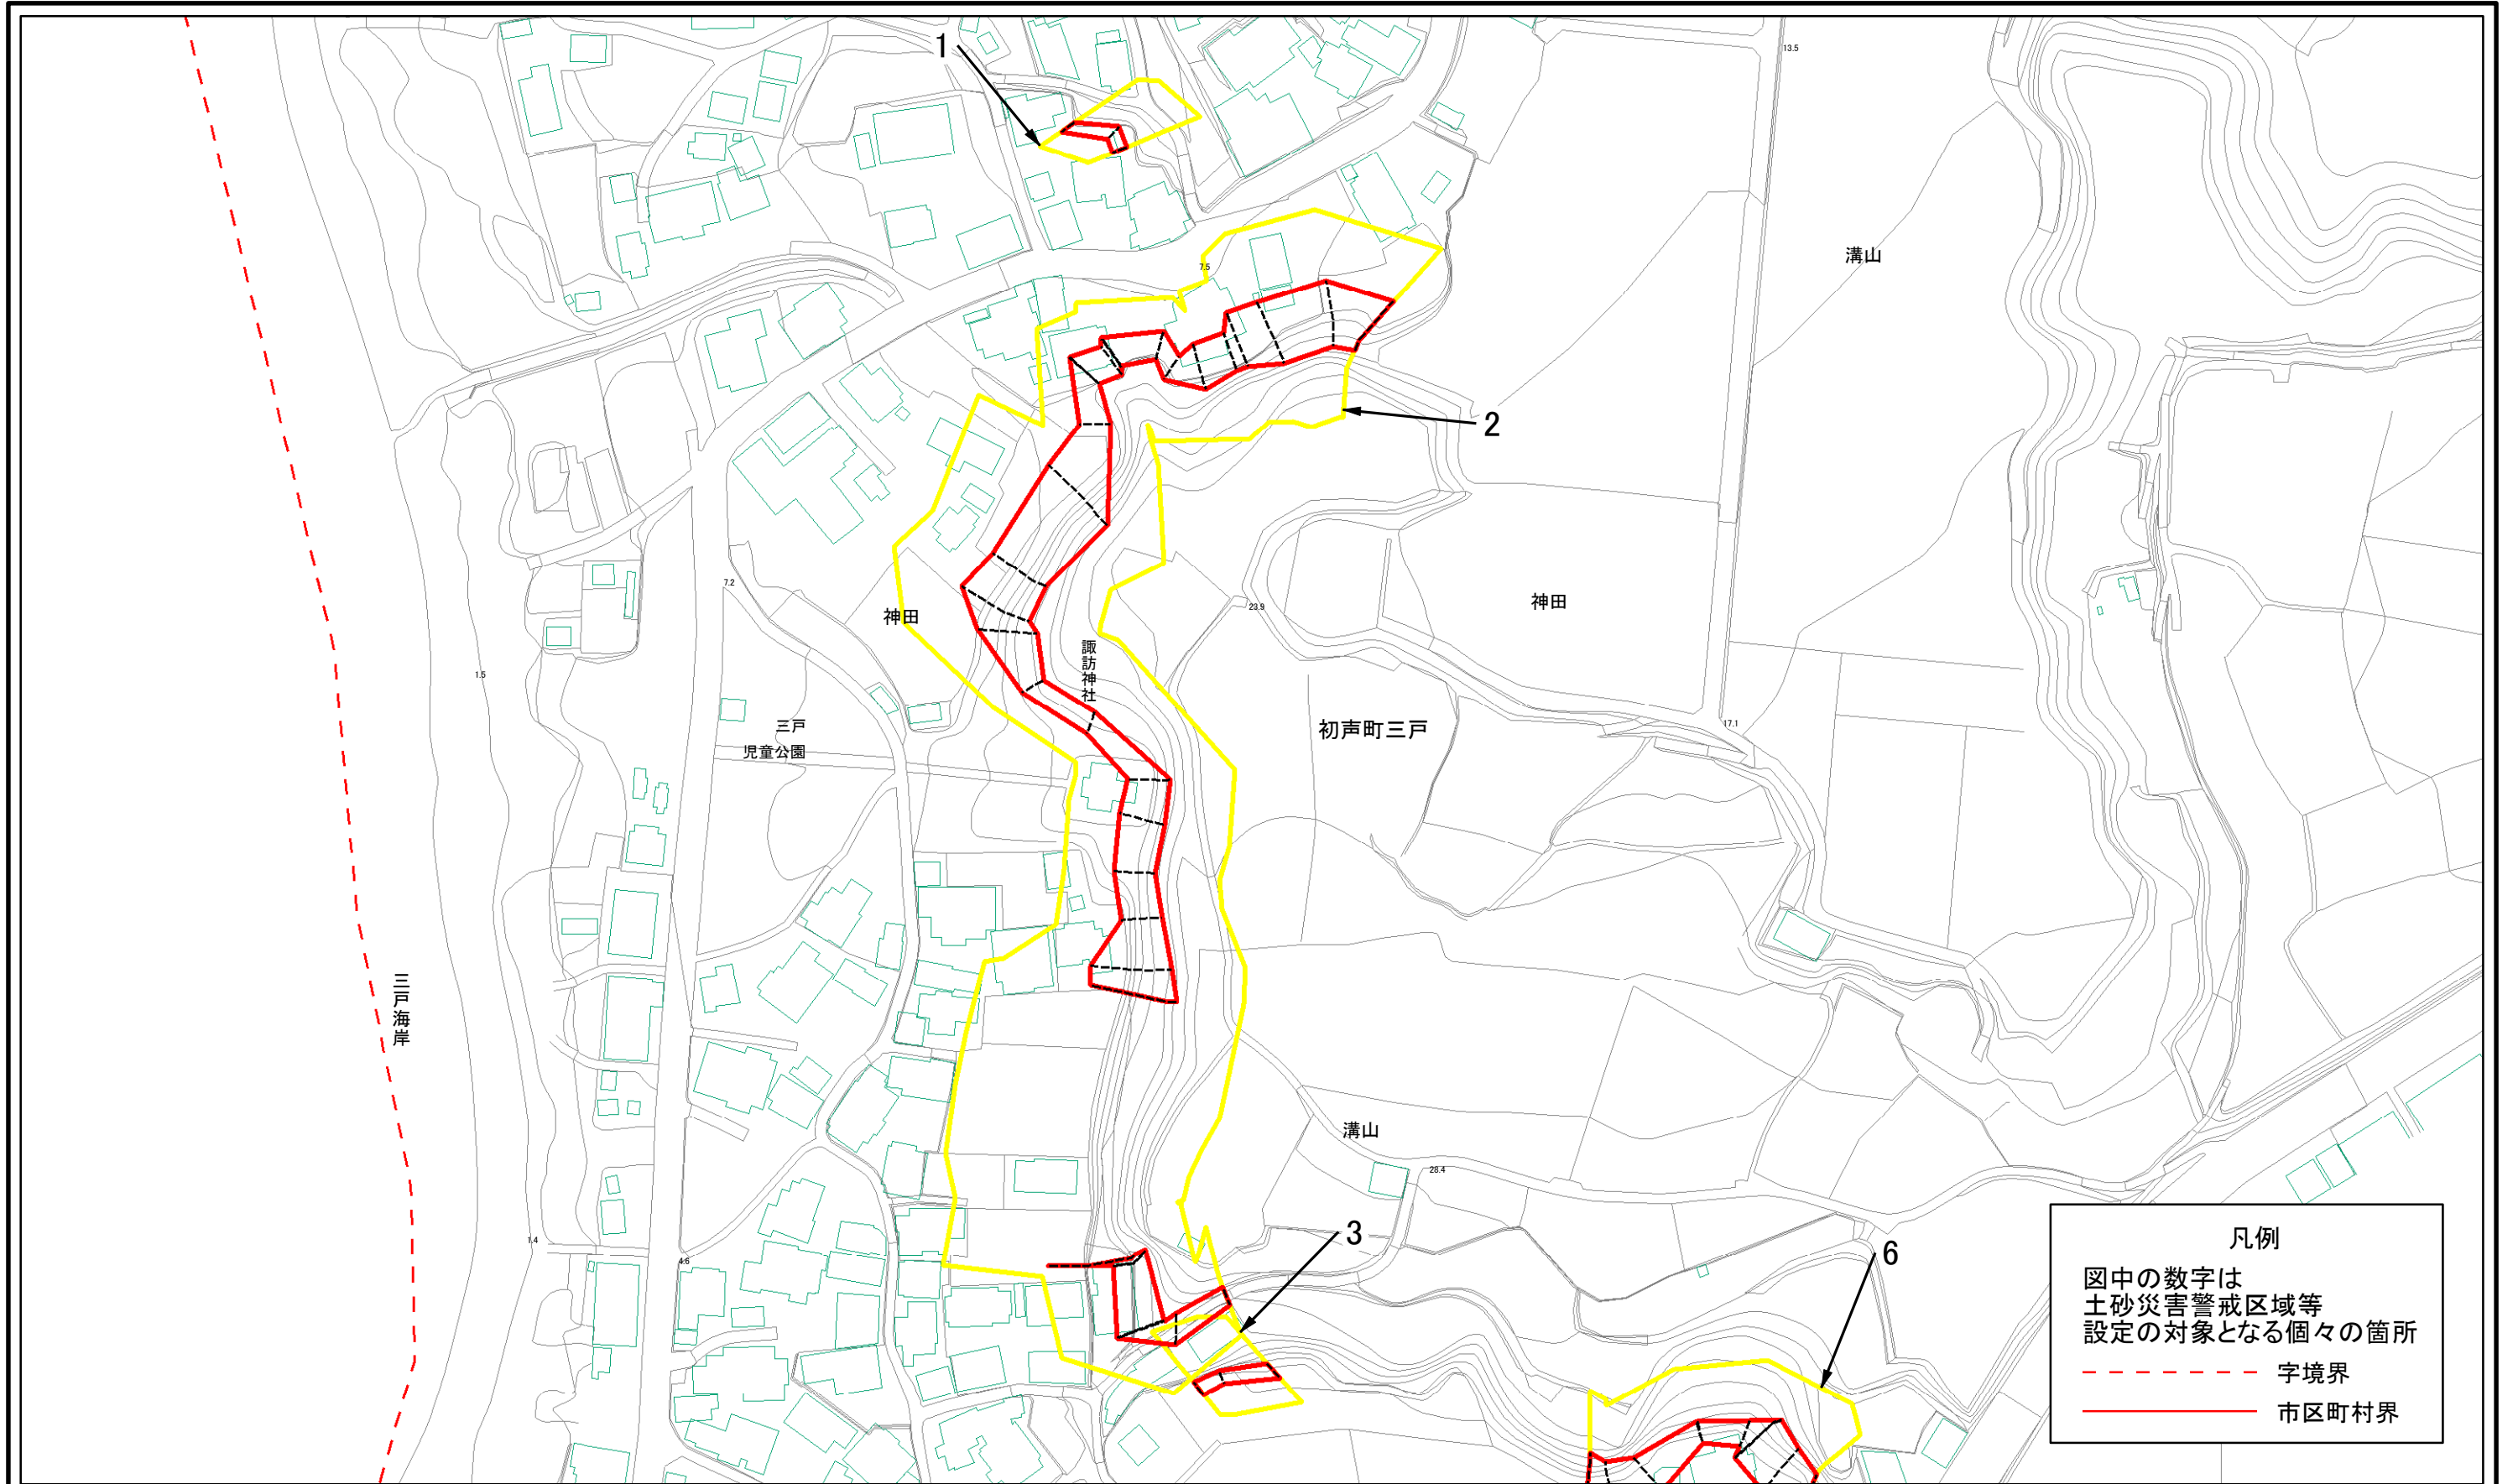 1
13.5
溝山
7.5
2
7.2
神田
23.9
神田
諏訪神社
1.5
三戸
児童公園
初声町三戸
17.1
三戸海岸
溝山
28.4
3
1.4
4.6
6
凡例
図中の数字は
土砂災害警戒区域等
設定の対象となる個々の箇所
字境界
市区町村界